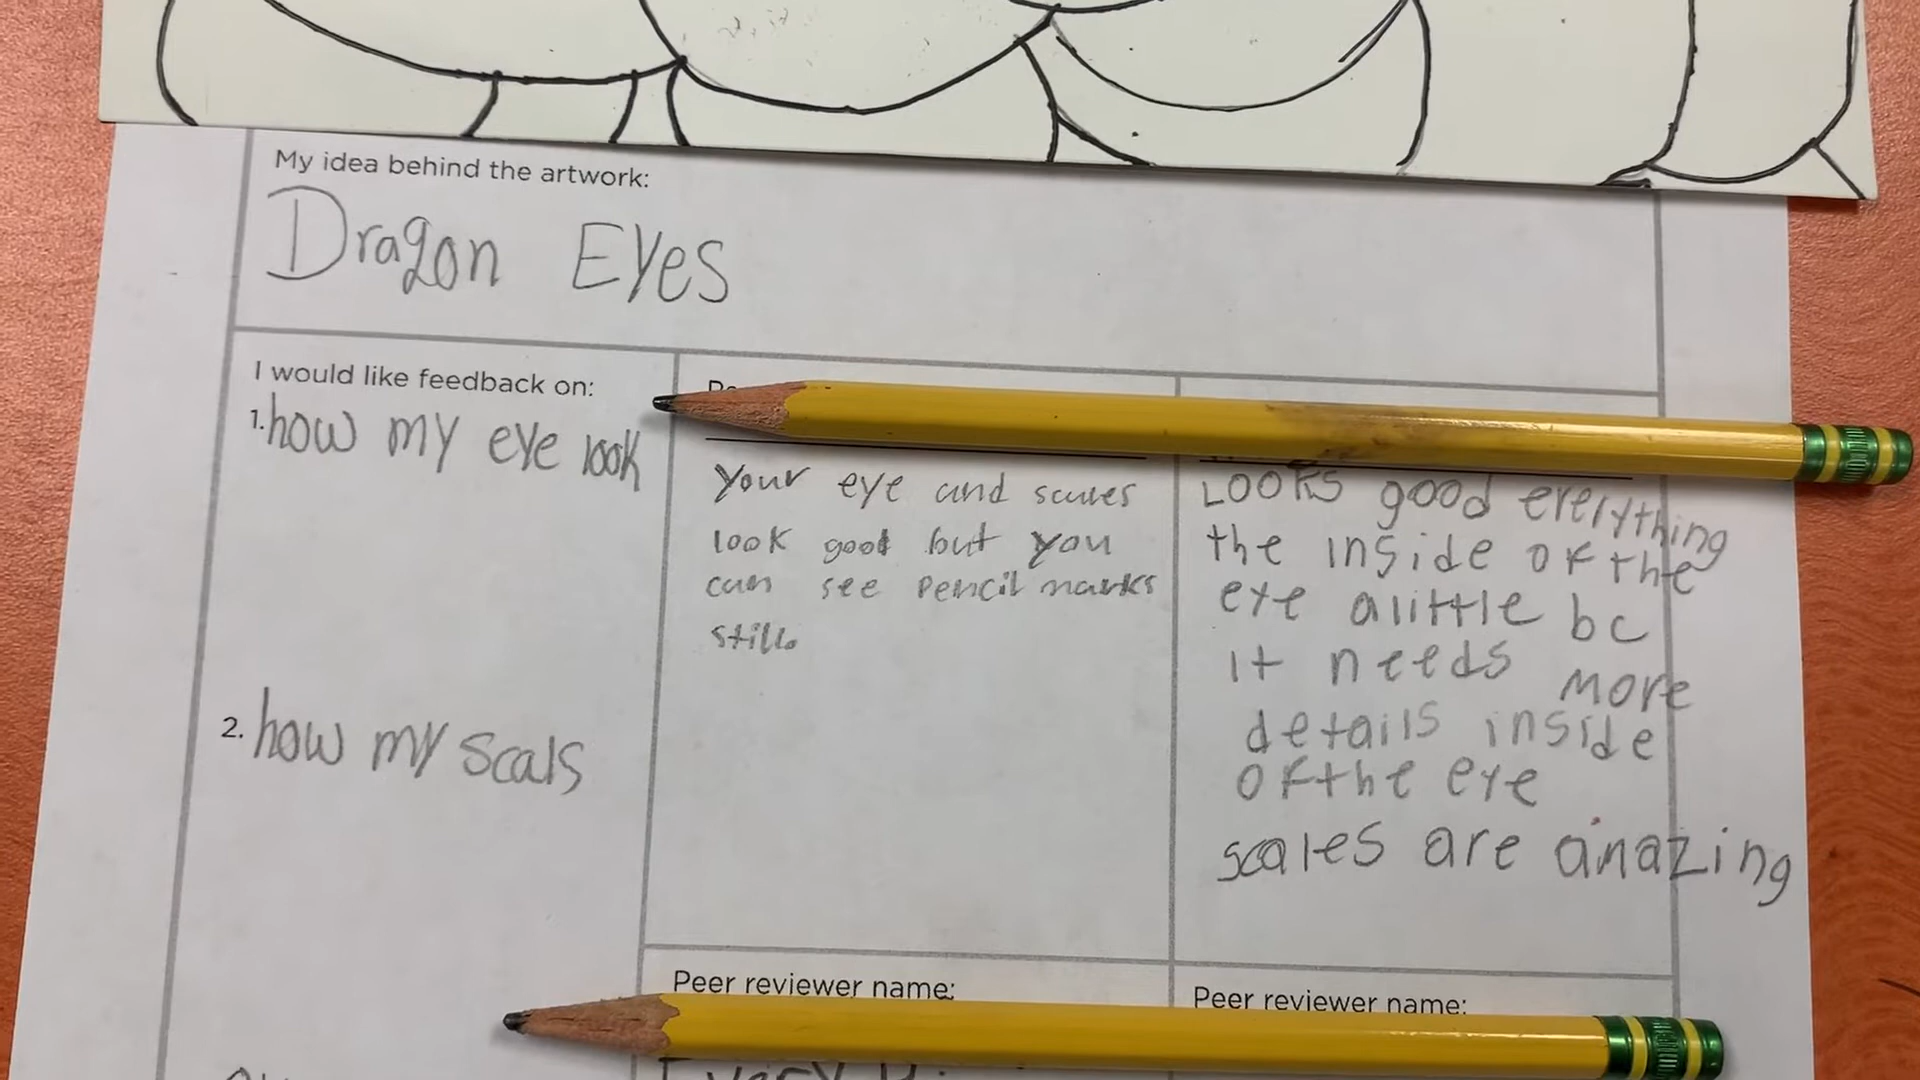 My idea behind the artwork:
Dragon Eyes
I would like feedback on:
1. how my eye look
2. how my scals
Your eye and scales
look good but you
can see pencil marks
still.
Looks good everything
the inside of the
eye alittle bc
it needs more
details inside
of the eye
scales are amazing
Peer reviewer name:
Peer reviewer name: